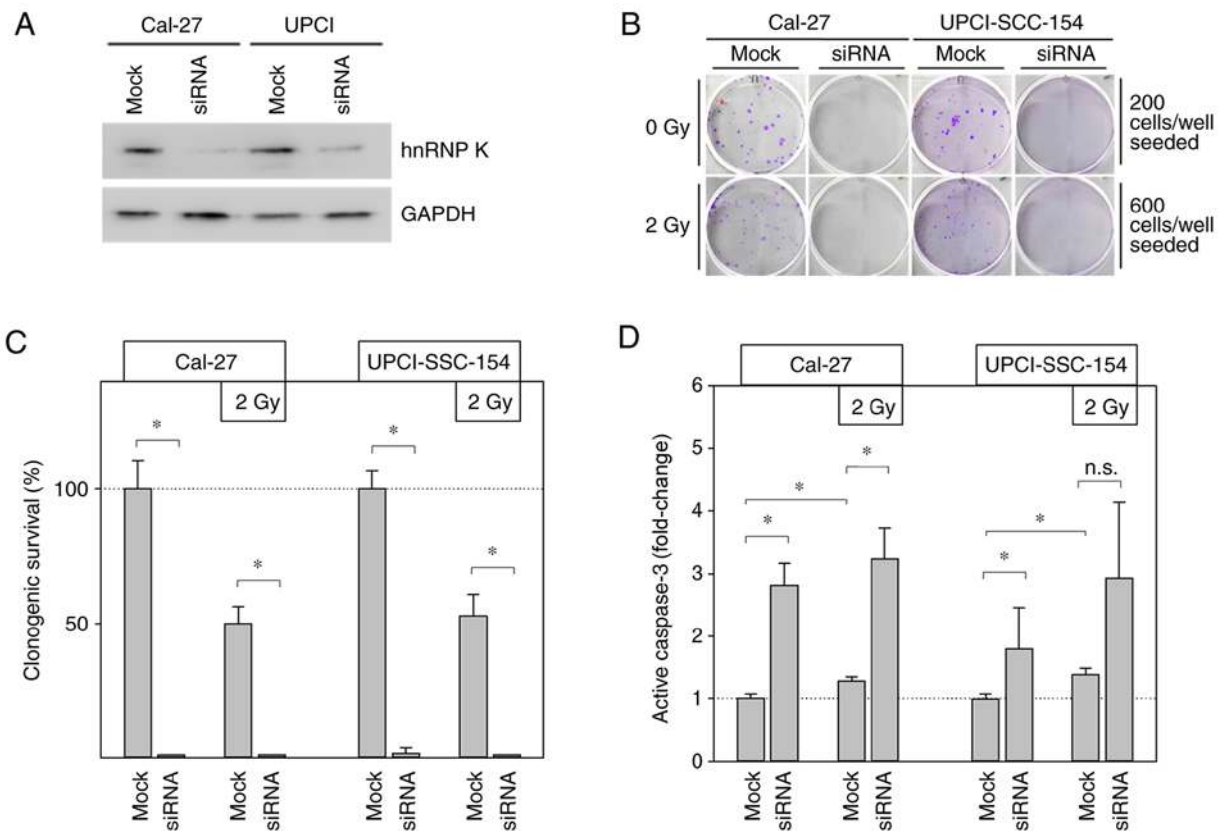 A
Cal-27 UPCI
Mock siRNA Mock siRNA
hnRNP K
GAPDH
B
Cal-27 UPCI-SCC-154
Mock siRNA Mock siRNA
0 Gy
200
cells/well
seeded
2 Gy
600
cells/well
seeded
C
Cal-27 UPCI-SSC-154
2 Gy 2 Gy
* * * *
Clonogenic survival (%)
100
50
Mock siRNA Mock siRNA Mock siRNA Mock siRNA
D
Cal-27 UPCI-SSC-154
2 Gy 2 Gy
Active caspase-3 (fold-change)
6
5
4
3
2
1
0
* * * * * n.s.
Mock siRNA Mock siRNA Mock siRNA Mock siRNA